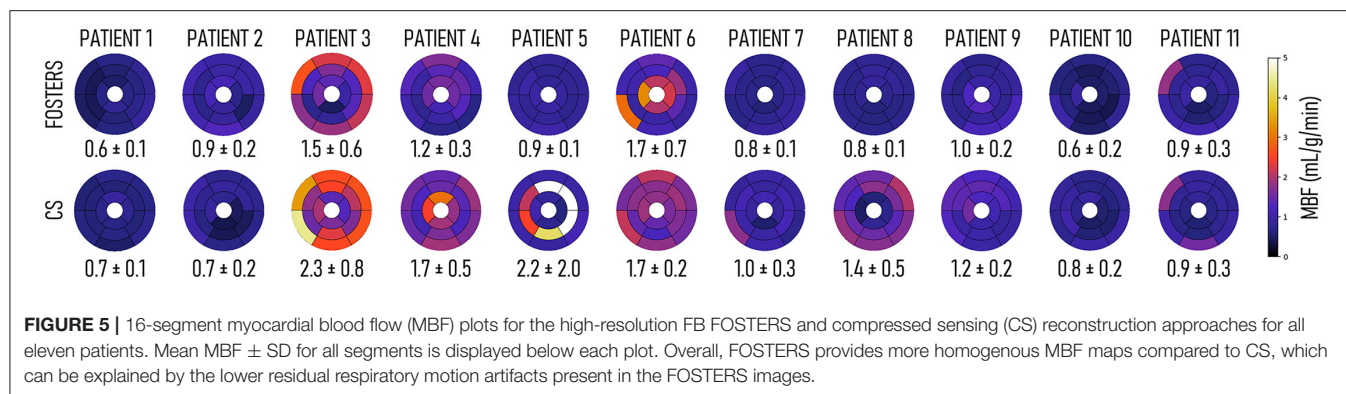 PATIENT 1 PATIENT 2 PATIENT 3 PATIENT 4 PATIENT 5 PATIENT 6 PATIENT 7 PATIENT 8 PATIENT 9 PATIENT 10 PATIENT 11
FOSTERS
0.6 ± 0.1 0.9 ± 0.2 1.5 ± 0.6 1.2 ± 0.3 0.9 ± 0.1 1.7 ± 0.7 0.8 ± 0.1 0.8 ± 0.1 1.0 ± 0.2 0.6 ± 0.2 0.9 ± 0.3
CS
0.7 ± 0.1 0.7 ± 0.2 2.3 ± 0.8 1.7 ± 0.5 2.2 ± 2.0 1.7 ± 0.2 1.0 ± 0.3 1.4 ± 0.5 1.2 ± 0.2 0.8 ± 0.2 0.9 ± 0.3
5
4
3
2
1
0
MBF (mL/g/min)
FIGURE 5 | 16-segment myocardial blood flow (MBF) plots for the high-resolution FB FOSTERS and compressed sensing (CS) reconstruction approaches for all
eleven patients. Mean MBF ± SD for all segments is displayed below each plot. Overall, FOSTERS provides more homogenous MBF maps compared to CS, which
can be explained by the lower residual respiratory motion artifacts present in the FOSTERS images.